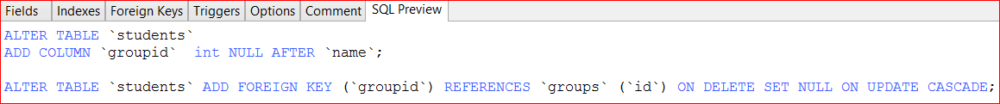 Fields Indexes Foreign Keys Triggers Options Comment SQL Preview
ALTER TABLE `students`
ADD COLUMN `groupid`  int NULL AFTER `name`;
ALTER TABLE `students` ADD FOREIGN KEY (`groupid`) REFERENCES `groups` (`id`) ON DELETE SET NULL ON UPDATE CASCADE;